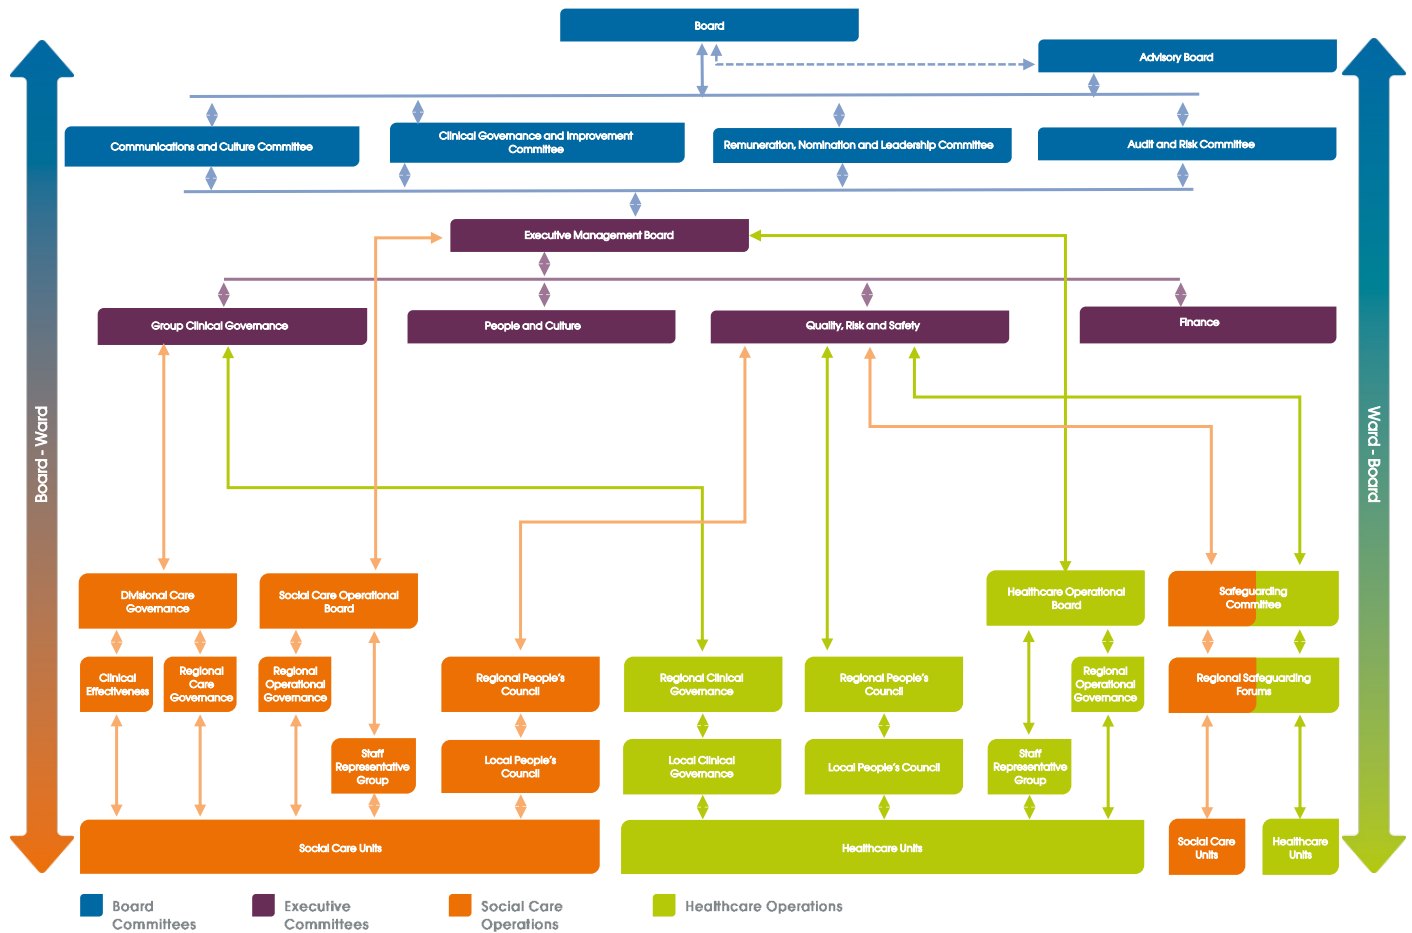 Board
Advisory Board
Communications and Culture Committee
Clinical Governance and Improvement
Committee
Remuneration, Nomination and Leadership Committee
Audit and Risk Committee
Executive Management Board
Group Clinical Governance
People and Culture
Quality, Risk and Safety
Finance
Board - Ward
Ward - Board
Divisional Care
Governance
Social Care Operational
Board
Healthcare Operational
Board
Safeguarding
Committee
Clinical
Effectiveness
Regional
Care
Governance
Regional
Operational
Governance
Regional People's
Council
Regional Clinical
Governance
Regional People's
Council
Regional
Operational
Governance
Regional Safeguarding
Forums
Staff
Representative
Group
Local People's
Council
Local Clinical
Governance
Local People's Council
Staff
Representative
Group
Social Care Units
Healthcare Units
Social Care
Units
Healthcare
Units
Board
Committees
Executive
Committees
Social Care
Operations
Healthcare Operations